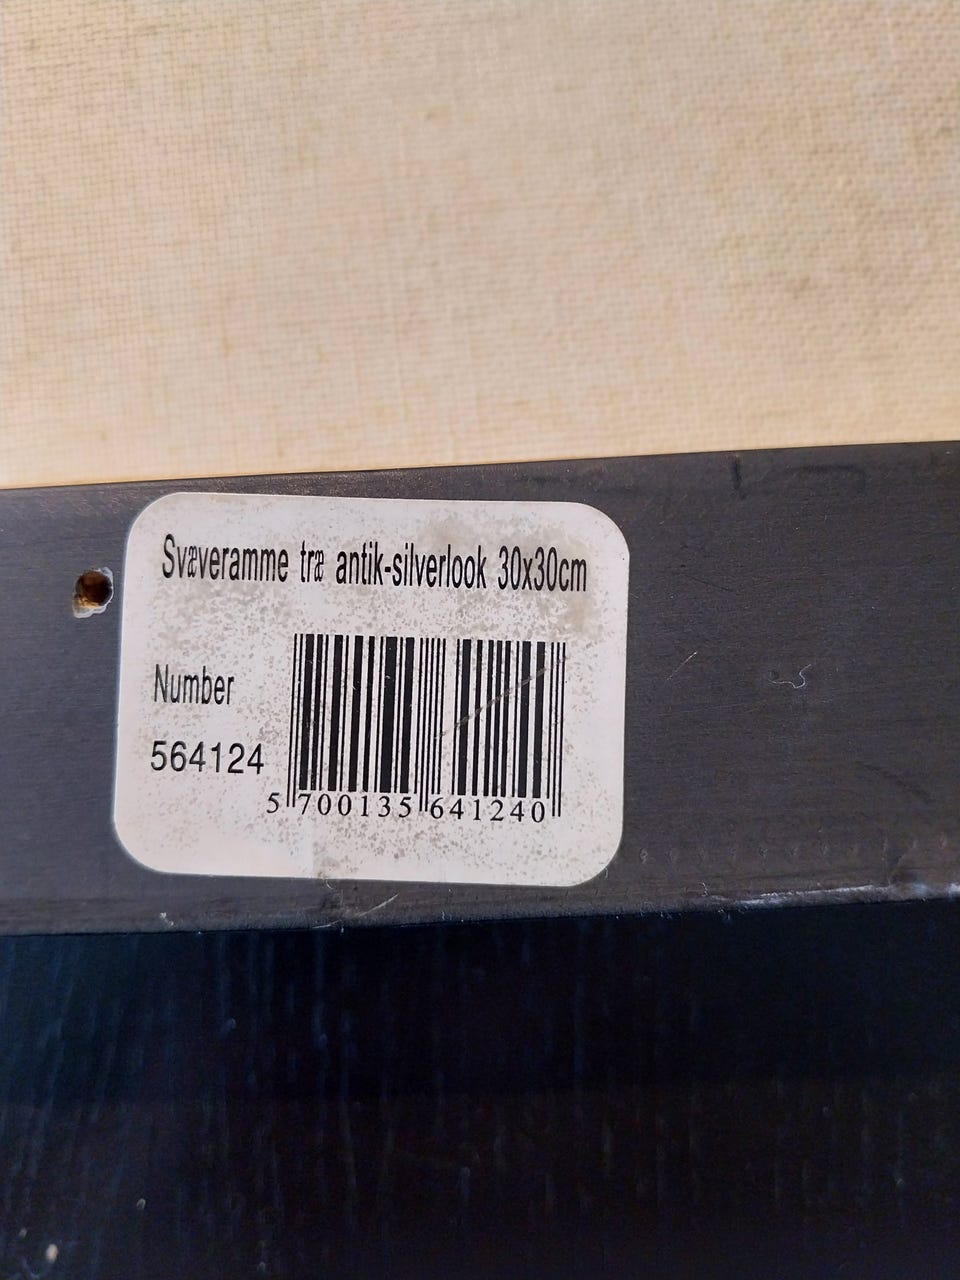 Svæveramme træ antik-silverlook 30x30cm
Number
564124
5 700135 641240